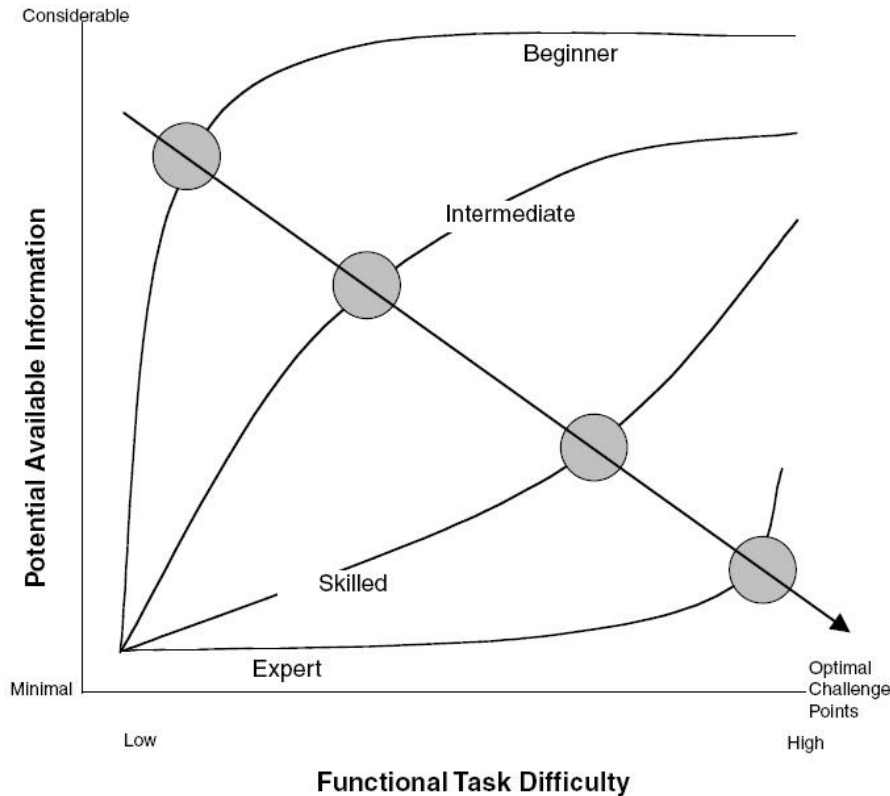 Considerable
Beginner
Intermediate
Potential Available Information
Skilled
Expert
Minimal
Optimal
Challenge
Points
Low
High
Functional Task Difficulty